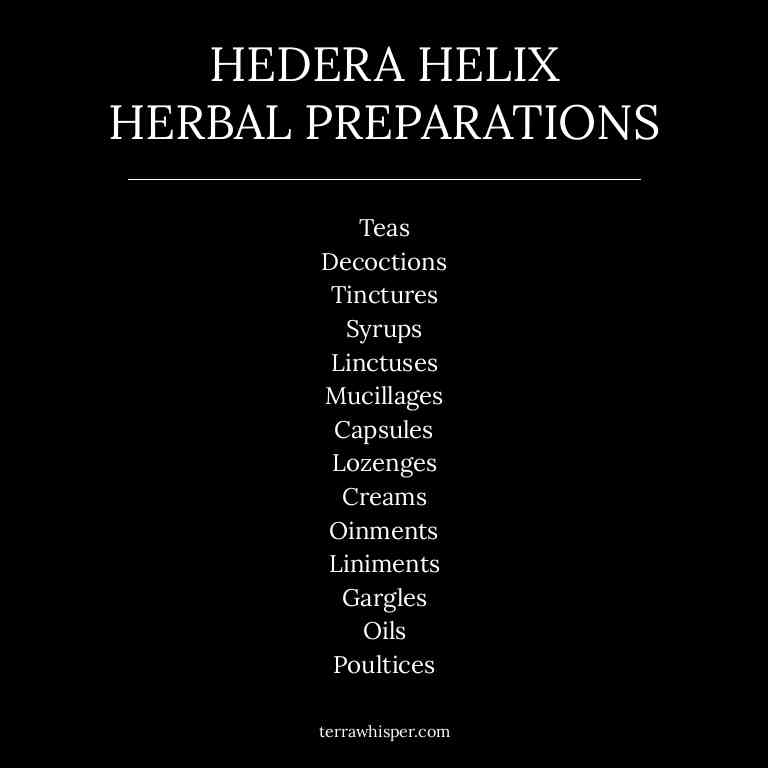 HEDERA HELIX
HERBAL PREPARATIONS
Teas
Decoctions
Tinctures
Syrups
Linctuses
Mucillages
Capsules
Lozenges
Creams
Oinments
Liniments
Gargles
Oils
Poultices
terrawhisper.com